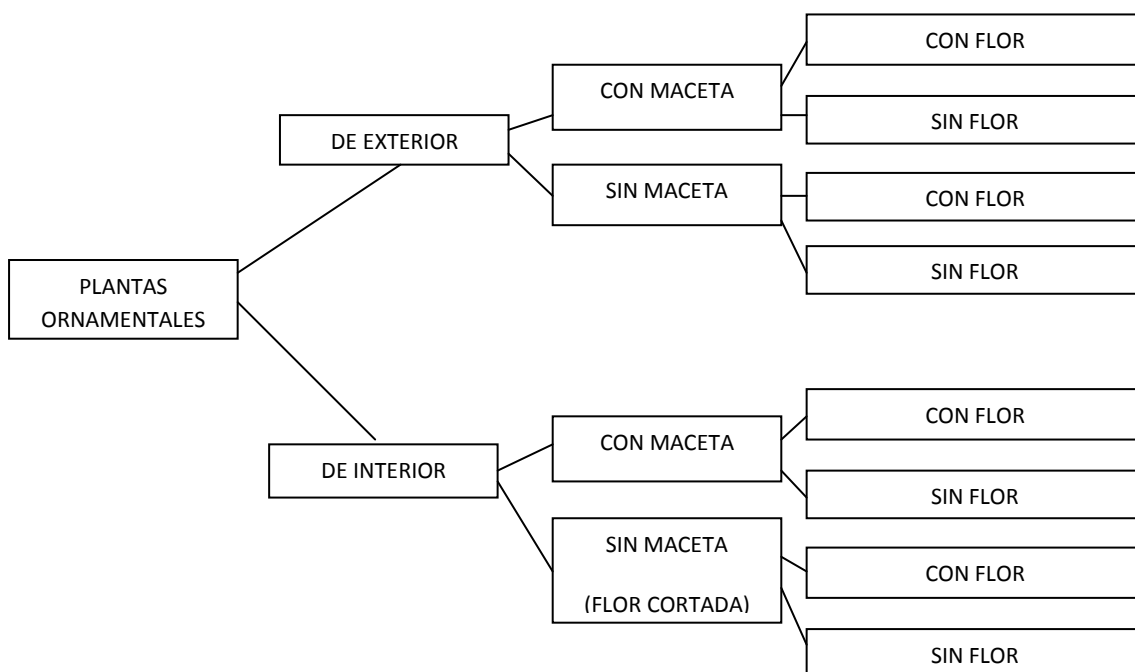 PLANTAS
ORNAMENTALES
DE EXTERIOR
CON MACETA
CON FLOR
SIN FLOR
SIN MACETA
CON FLOR
SIN FLOR
DE INTERIOR
CON MACETA
CON FLOR
SIN FLOR
SIN MACETA
(FLOR CORTADA)
CON FLOR
SIN FLOR